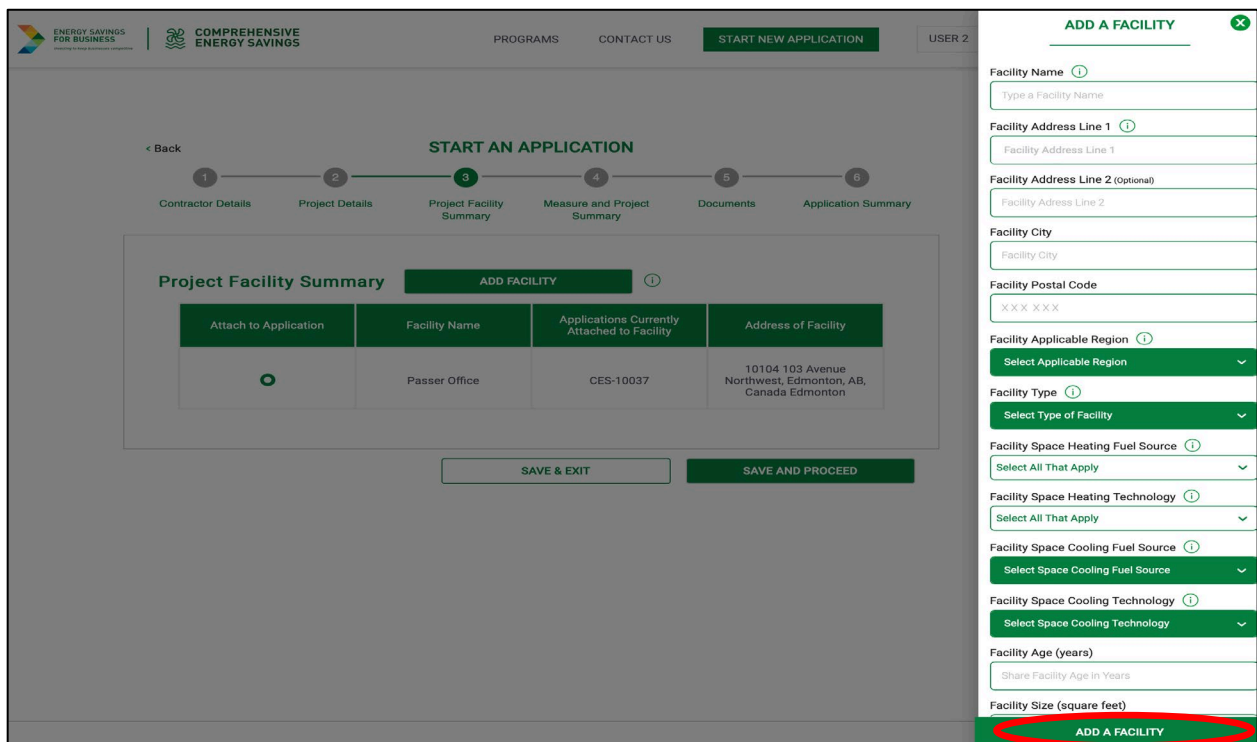 ENERGY SAVINGS
FOR BUSINESS
Investing to keep businesses competitive
COMPREHENSIVE
ENERGY SAVINGS
PROGRAMS
CONTACT US
START NEW APPLICATION
USER 2
< Back
START AN APPLICATION
1
2
3
4
5
6
Contractor Details
Project Details
Project Facility
Summary
Measure and Project
Summary
Documents
Application Summary
Project Facility Summary
ADD FACILITY
i
Attach to Application
Facility Name
Applications Currently
Attached to Facility
Address of Facility
Passer Office
CES-10037
10104 103 Avenue
Northwest, Edmonton, AB,
Canada Edmonton
SAVE & EXIT
SAVE AND PROCEED
ADD A FACILITY
Facility Name i
Type a Facility Name
Facility Address Line 1 i
Facility Address Line 1
Facility Address Line 2 (Optional)
Facility Adress Line 2
Facility City
Facility City
Facility Postal Code
XXX XXX
Facility Applicable Region i
Select Applicable Region
Facility Type i
Select Type of Facility
Facility Space Heating Fuel Source i
Select All That Apply
Facility Space Heating Technology i
Select All That Apply
Facility Space Cooling Fuel Source i
Select Space Cooling Fuel Source
Facility Space Cooling Technology i
Select Space Cooling Technology
Facility Age (years)
Share Facility Age in Years
Facility Size (square feet)
ADD A FACILITY